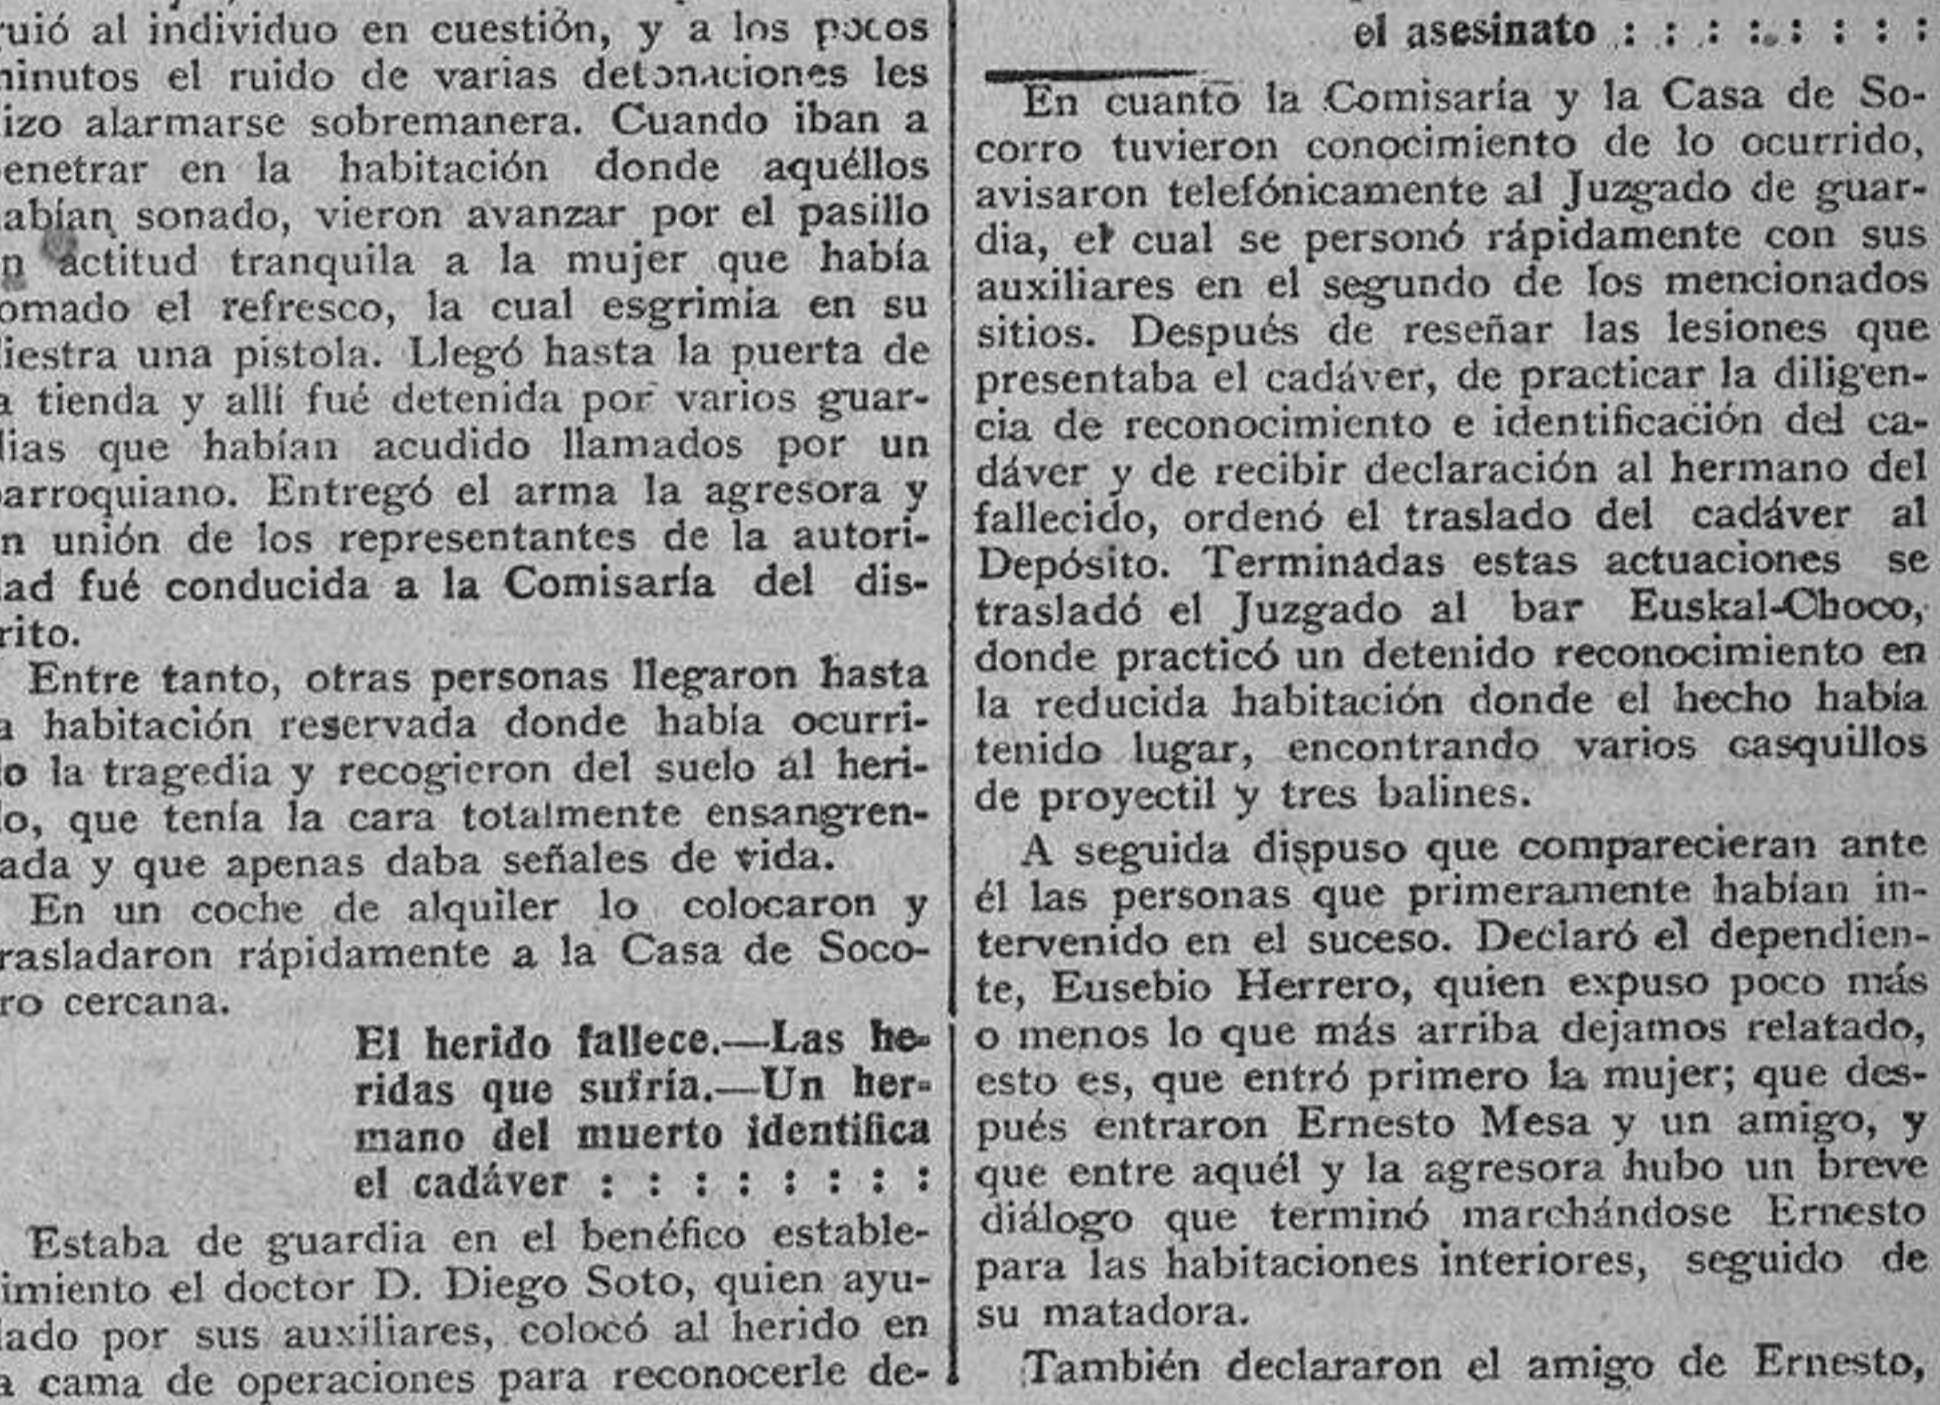 guió al individuo en cuestión, y a los pocos
minutos el ruido de varias detonaciones les
hizo alarmarse sobremanera. Cuando iban a
penetrar en la habitación donde aquéllos
habían sonado, vieron avanzar por el pasillo
en actitud tranquila a la mujer que había
tomado el refresco, la cual esgrimía en su
diestra una pistola. Llegó hasta la puerta de
la tienda y allí fué detenida por varios guar-
dias que habían acudido llamados por un
parroquiano. Entregó el arma la agresora y
en unión de los representantes de la autori-
dad fué conducida a la Comisaría del dis-
trito.
Entre tanto, otras personas llegaron hasta
la habitación reservada donde había ocurri-
do la tragedia y recogieron del suelo al heri-
do, que tenía la cara totalmente ensangren-
tada y que apenas daba señales de vida.
En un coche de alquiler lo colocaron y
trasladaron rápidamente a la Casa de Soco-
rro cercana.
El herido fallece.—Las he-
ridas que sufría.—Un her-
mano del muerto identifica
el cadáver : : : : : : : :
Estaba de guardia en el benéfico estable-
cimiento el doctor D. Diego Soto, quien ayu-
dado por sus auxiliares, colocó al herido en
la cama de operaciones para reconocerle de-
el asesinato : : : : : : : :
En cuanto la Comisaría y la Casa de So-
corro tuvieron conocimiento de lo ocurrido,
avisaron telefónicamente al Juzgado de guar-
dia, el cual se personó rápidamente con sus
auxiliares en el segundo de los mencionados
sitios. Después de reseñar las lesiones que
presentaba el cadáver, de practicar la diligen-
cia de reconocimiento e identificación del ca-
dáver y de recibir declaración al hermano del
fallecido, ordenó el traslado del cadáver al
Depósito. Terminadas estas actuaciones se
trasladó el Juzgado al bar Euskal-Choco,
donde practicó un detenido reconocimiento en
la reducida habitación donde el hecho había
tenido lugar, encontrando varios casquillos
de proyectil y tres balines.
A seguida dispuso que comparecieran ante
él las personas que primeramente habían in-
tervenido en el suceso. Declaró el dependien-
te, Eusebio Herrero, quien expuso poco más
o menos lo que más arriba dejamos relatado,
esto es, que entró primero la mujer; que des-
pués entraron Ernesto Mesa y un amigo, y
que entre aquél y la agresora hubo un breve
diálogo que terminó marchándose Ernesto
para las habitaciones interiores, seguido de
su matadora.
También declararon el amigo de Ernesto,